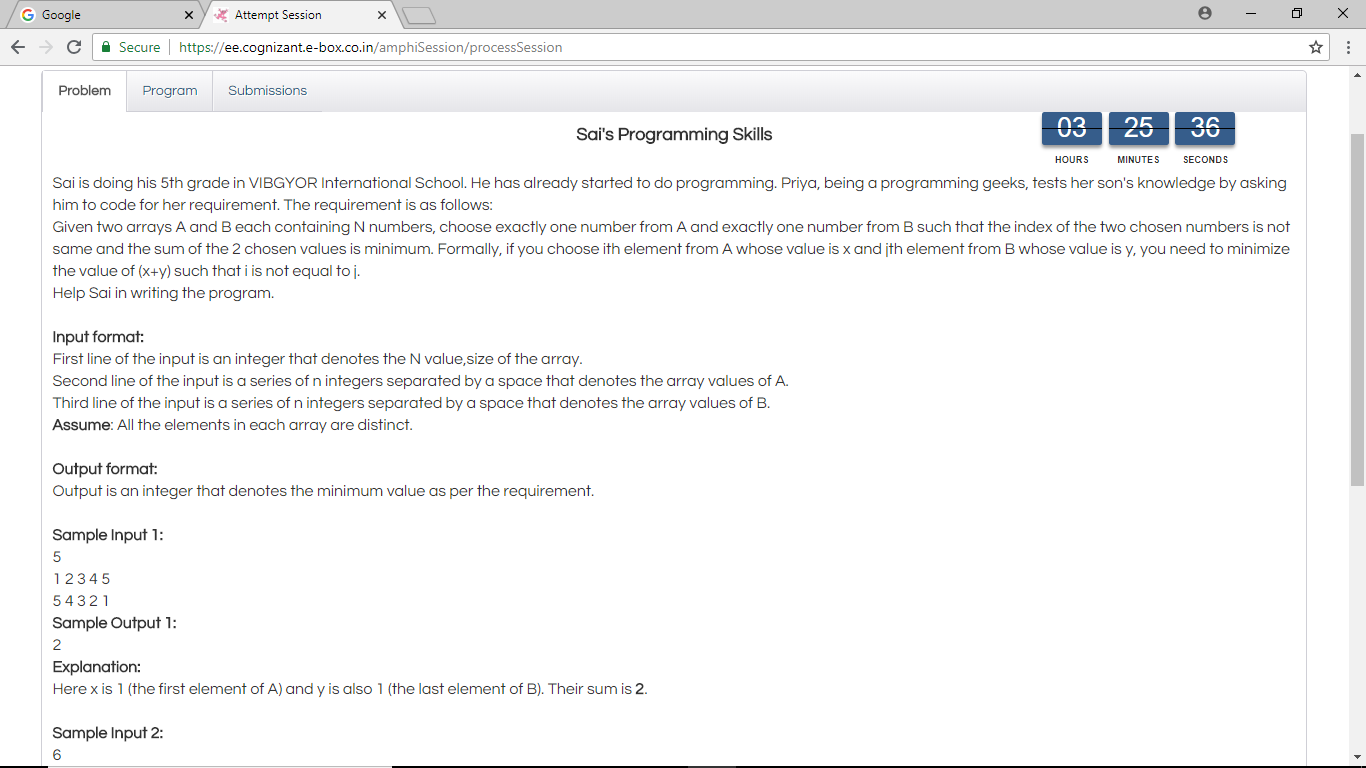 Google
Attempt Session
Secure
https://ee.cognizant.e-box.co.in/amphiSession/processSession
Problem
Program
Submissions
Sai's Programming Skills
03 25 36
HOURS MINUTES SECONDS
Sai is doing his 5th grade in VIBGYOR International School. He has already started to do programming. Priya, being a programming geeks, tests her son's knowledge by asking
him to code for her requirement. The requirement is as follows:
Given two arrays A and B each containing N numbers, choose exactly one number from A and exactly one number from B such that the index of the two chosen numbers is not
same and the sum of the 2 chosen values is minimum. Formally, if you choose ith element from A whose value is x and jth element from B whose value is y, you need to minimize
the value of (x+y) such that i is not equal to j.
Help Sai in writing the program.
Input format:
First line of the input is an integer that denotes the N value,size of the array.
Second line of the input is a series of n integers separated by a space that denotes the array values of A.
Third line of the input is a series of n integers separated by a space that denotes the array values of B.
Assume: All the elements in each array are distinct.
Output format:
Output is an integer that denotes the minimum value as per the requirement.
Sample Input 1:
5
1 2 3 4 5
5 4 3 2 1
Sample Output 1:
2
Explanation:
Here x is 1 (the first element of A) and y is also 1 (the last element of B). Their sum is 2.
Sample Input 2:
6